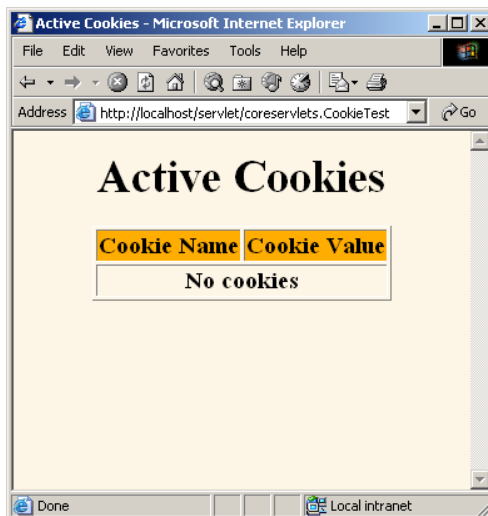 Active Cookies - Microsoft Internet Explorer
File Edit View Favorites Tools Help
Address http://localhost/servlet/coreservlets.CookieTest Go
Active Cookies
Cookie Name Cookie Value
No cookies
Done Local intranet